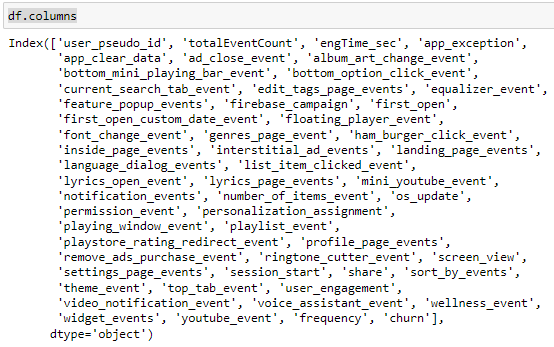 df.columns
Index(['user_pseudo_id', 'totalEventCount', 'engTime_sec', 'app_exception',
'app_clear_data', 'ad_close_event', 'album_art_change_event',
'bottom_mini_playing_bar_event', 'bottom_option_click_event',
'current_search_tab_event', 'edit_tags_page_events', 'equalizer_event',
'feature_popup_events', 'firebase_campaign', 'first_open',
'first_open_custom_date_event', 'floating_player_event',
'font_change_event', 'genres_page_event', 'ham_burger_click_event',
'inside_page_events', 'interstitial_ad_events', 'landing_page_events',
'language_dialog_events', 'list_item_clicked_event',
'lyrics_open_event', 'lyrics_page_events', 'mini_youtube_event',
'notification_events', 'number_of_items_event', 'os_update',
'permission_event', 'personalization_assignment',
'playing_window_event', 'playlist_event',
'playstore_rating_redirect_event', 'profile_page_events',
'remove_ads_purchase_event', 'ringtone_cutter_event', 'screen_view',
'settings_page_events', 'session_start', 'share', 'sort_by_events',
'theme_event', 'top_tab_event', 'user_engagement',
'video_notification_event', 'voice_assistant_event', 'wellness_event',
'widget_events', 'youtube_event', 'frequency', 'churn'],
dtype='object')